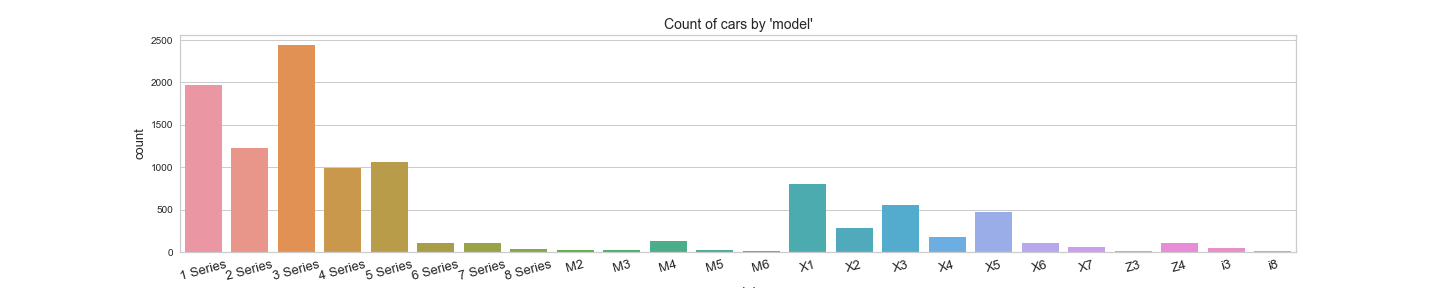 Count of cars by 'model'
2500
2000
1500
1000
500
0
count
1 Series 2 Series 3 Series 4 Series 5 Series 6 Series 7 Series 8 Series M2 M3 M4 M5 M6 X1 X2 X3 X4 X5 X6 X7 Z3 Z4 i3 i8